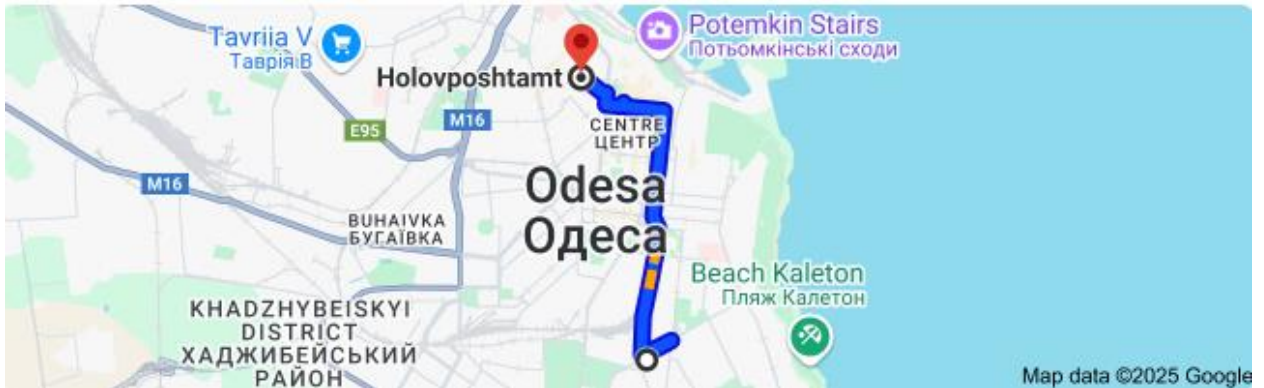 Tavriia V
Таврія В
Potemkin Stairs
Потьомкінські сходи
Holovposhtamt
M16
E95
CENTRE
ЦЕНТР
M16
Odesa
Одеса
BUHAIVKA
БУГАЇВКА
Beach Kaleton
Пляж Калетон
KHADZHYBEISKYI
DISTRICT
ХАДЖИБЕЙСЬКИЙ
РАЙОН
Map data ©2025 Google